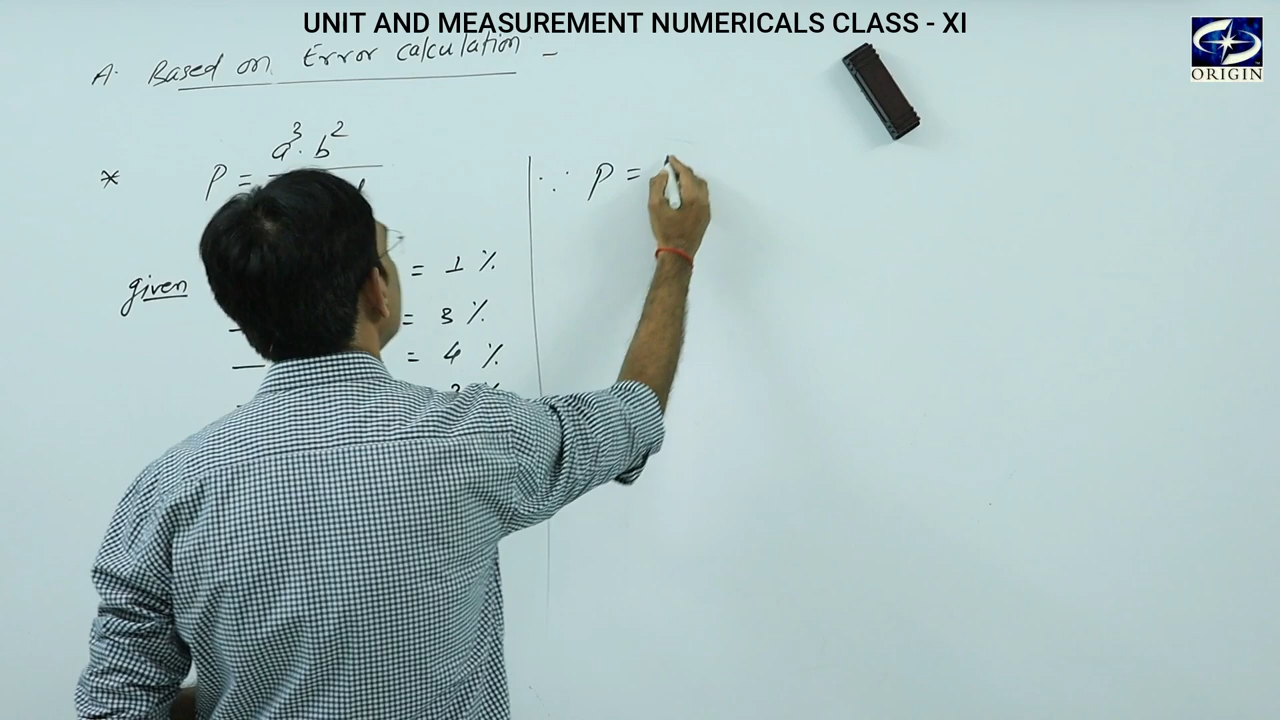 UNIT AND MEASUREMENT NUMERICALS CLASS - XI
ORIGIN
A. Based on Error calculation -
* P = a³. b²
∵ P =
given = 1 %
= 3 %
= 4 %